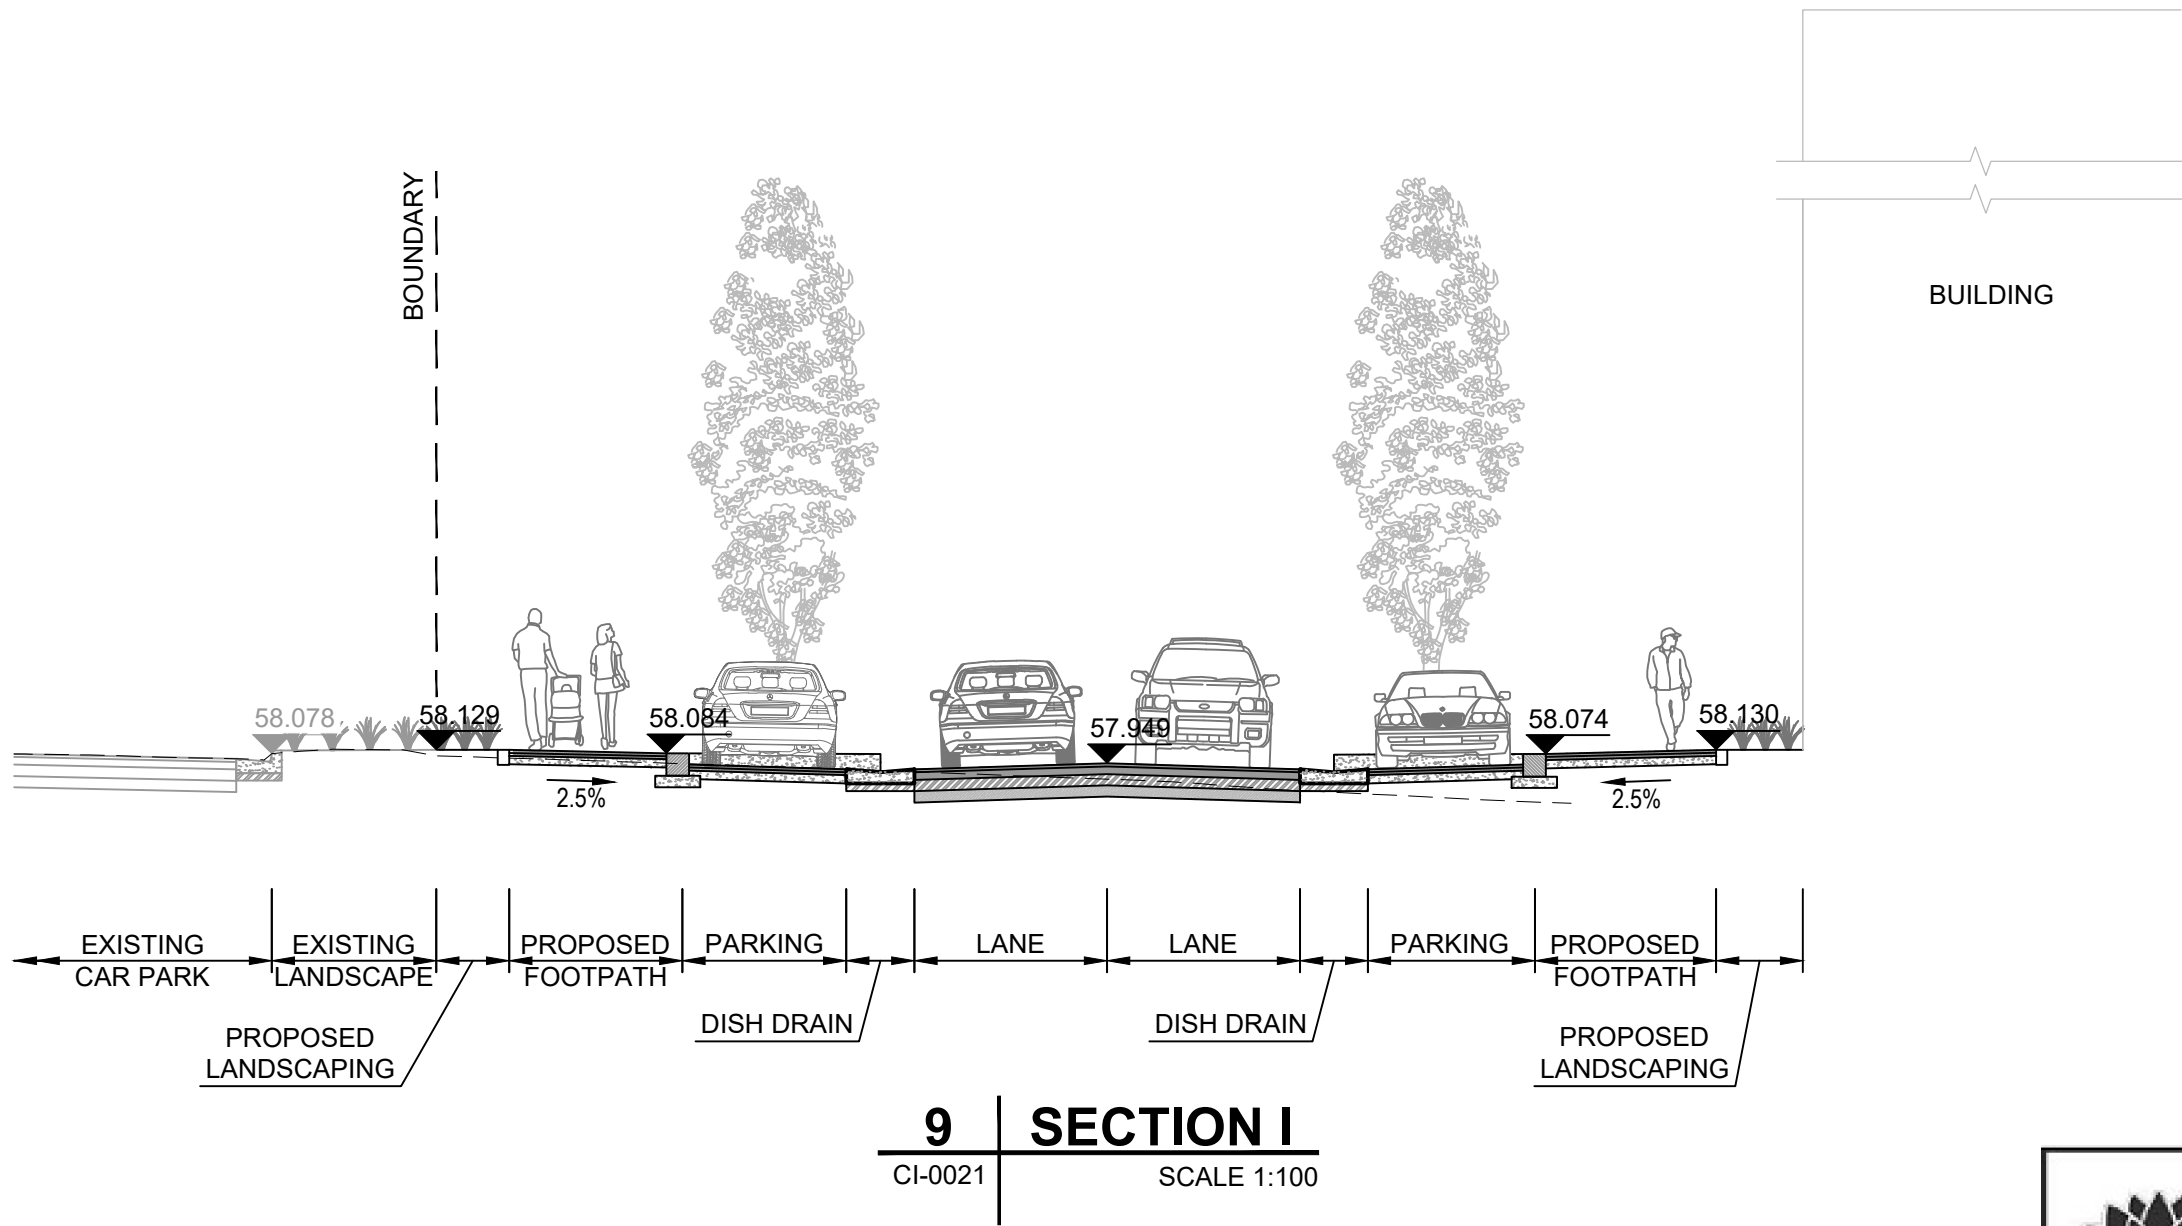 BOUNDARY
BUILDING
58.078
58.129
58.084
57.949
58.074
58.130
2.5%
2.5%
EXISTING
CAR PARK
EXISTING
LANDSCAPE
PROPOSED
FOOTPATH
PARKING
LANE
LANE
PARKING
PROPOSED
FOOTPATH
PROPOSED
LANDSCAPING
DISH DRAIN
DISH DRAIN
PROPOSED
LANDSCAPING
9
SECTION I
CI-0021
SCALE 1:100